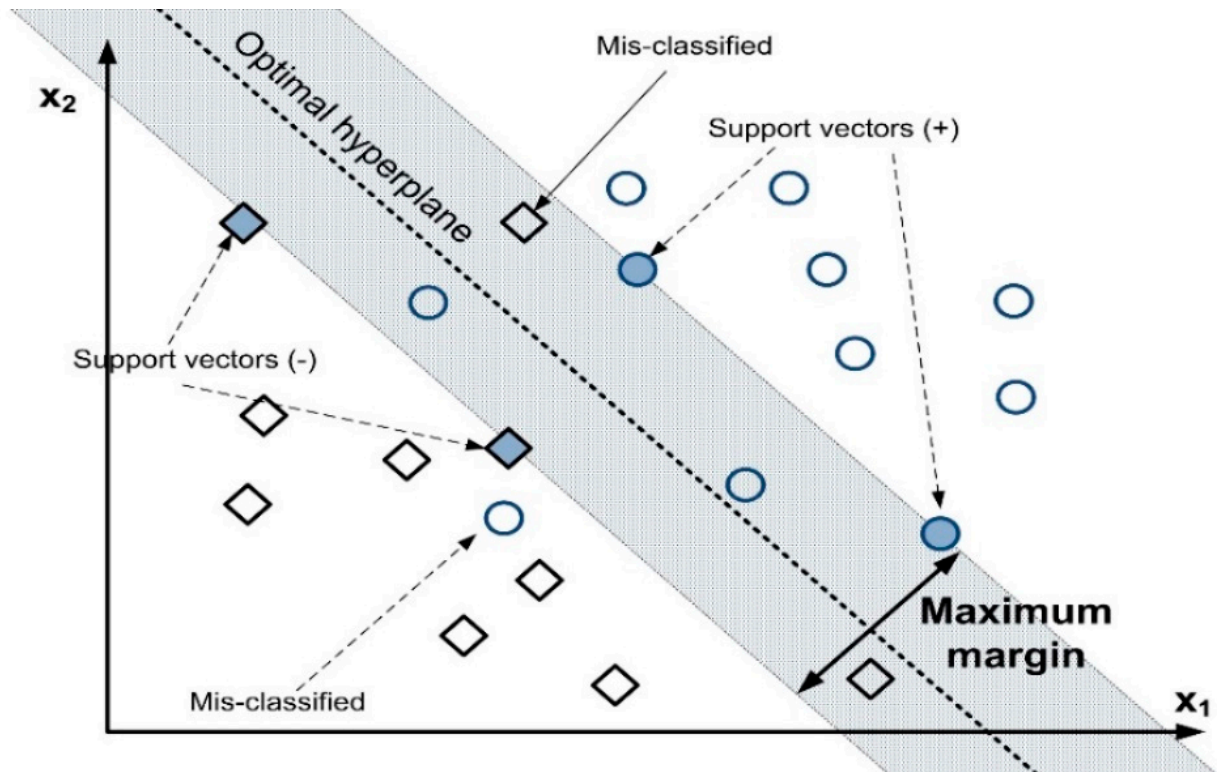 Mis-classified
x₂
Optimal hyperplane
Support vectors (+)
Support vectors (-)
Maximum
margin
Mis-classified
x₁